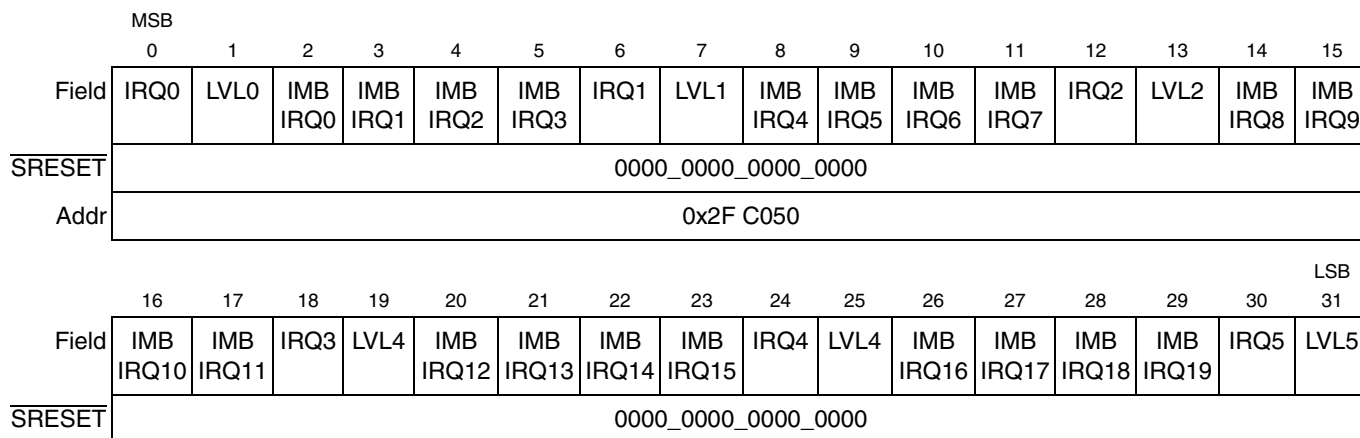 MSB
0 1 2 3 4 5 6 7 8 9 10 11 12 13 14 15
Field IRQ0 LVL0 IMB IMB IMB IMB IRQ1 LVL1 IMB IMB IMB IMB IRQ2 LVL2 IMB IMB
IRQ0 IRQ1 IRQ2 IRQ3 IRQ4 IRQ5 IRQ6 IRQ7 IRQ8 IRQ9
SRESET 0000_0000_0000_0000
Addr 0x2F C050
LSB
16 17 18 19 20 21 22 23 24 25 26 27 28 29 30 31
Field IMB IMB IRQ3 LVL4 IMB IMB IMB IMB IRQ4 LVL4 IMB IMB IMB IMB IRQ5 LVL5
IRQ10 IRQ11 IRQ12 IRQ13 IRQ14 IRQ15 IRQ16 IRQ17 IRQ18 IRQ19
SRESET 0000_0000_0000_0000